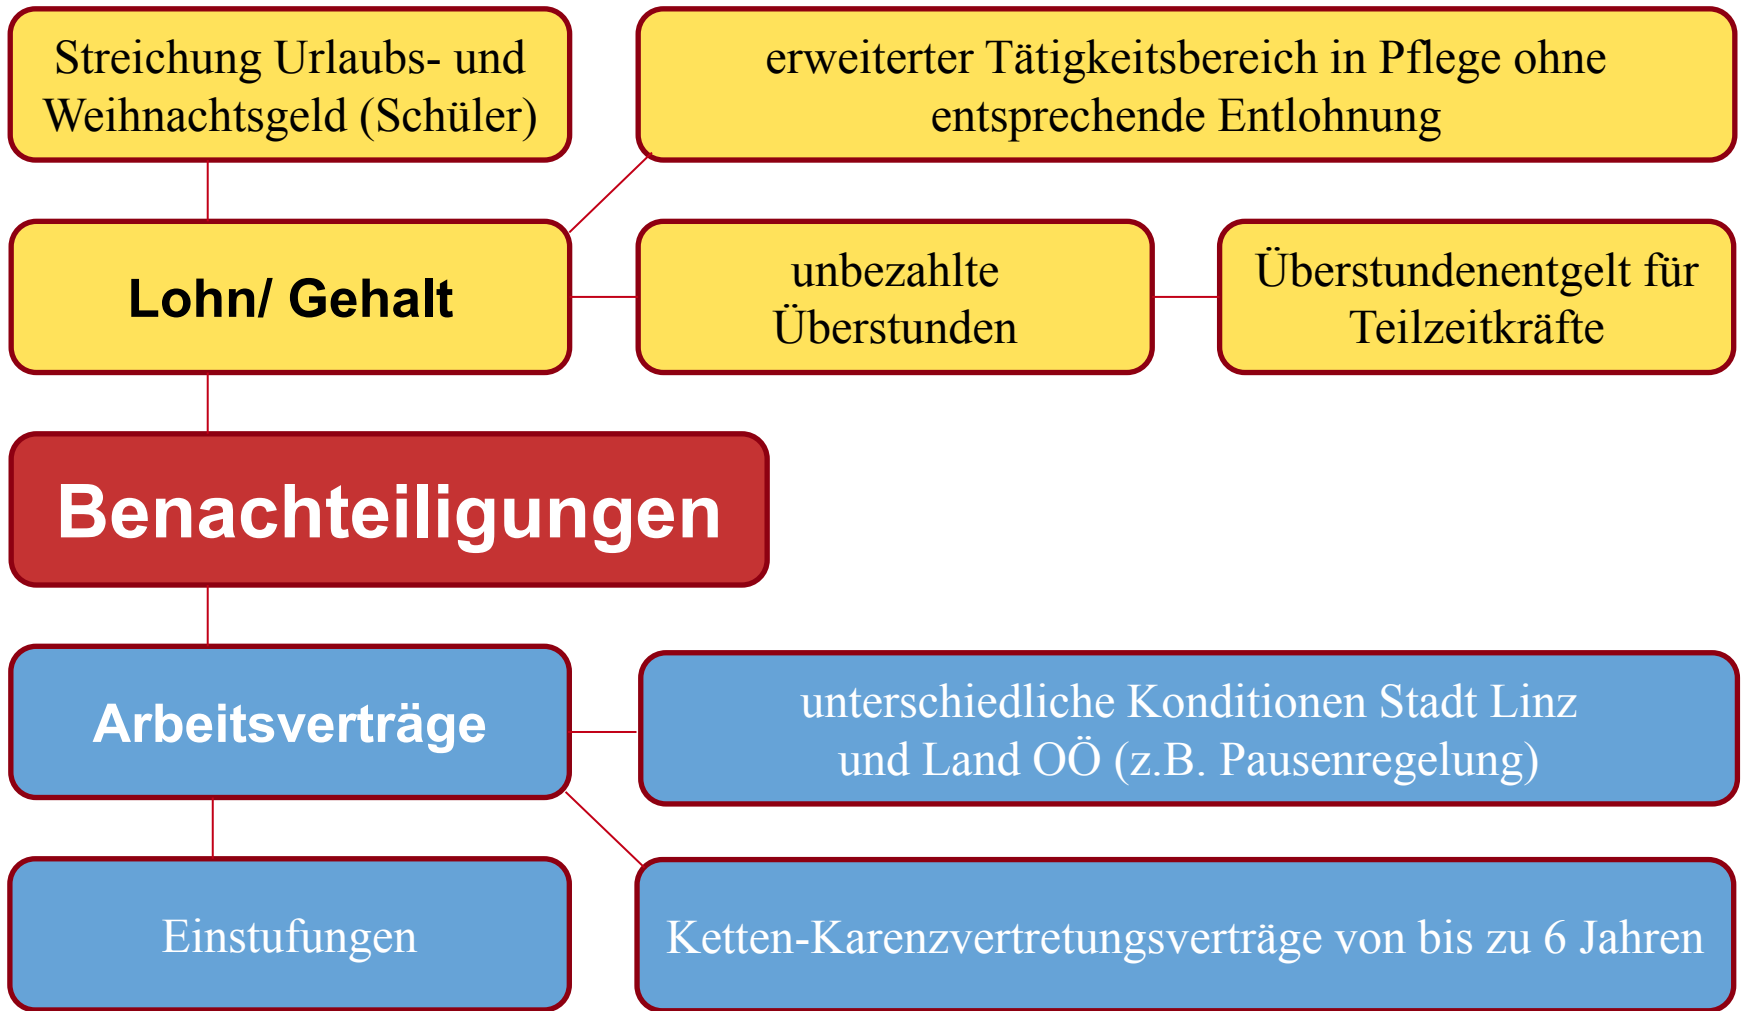 Streichung Urlaubs- und
Weihnachtsgeld (Schüler)
erweiterter Tätigkeitsbereich in Pflege ohne
entsprechende Entlohnung
Lohn/ Gehalt
unbezahlte
Überstunden
Überstundenentgelt für
Teilzeitkräfte
Benachteiligungen
Arbeitsverträge
unterschiedliche Konditionen Stadt Linz
und Land OÖ (z.B. Pausenregelung)
Einstufungen
Ketten-Karenzvertretungsverträge von bis zu 6 Jahren